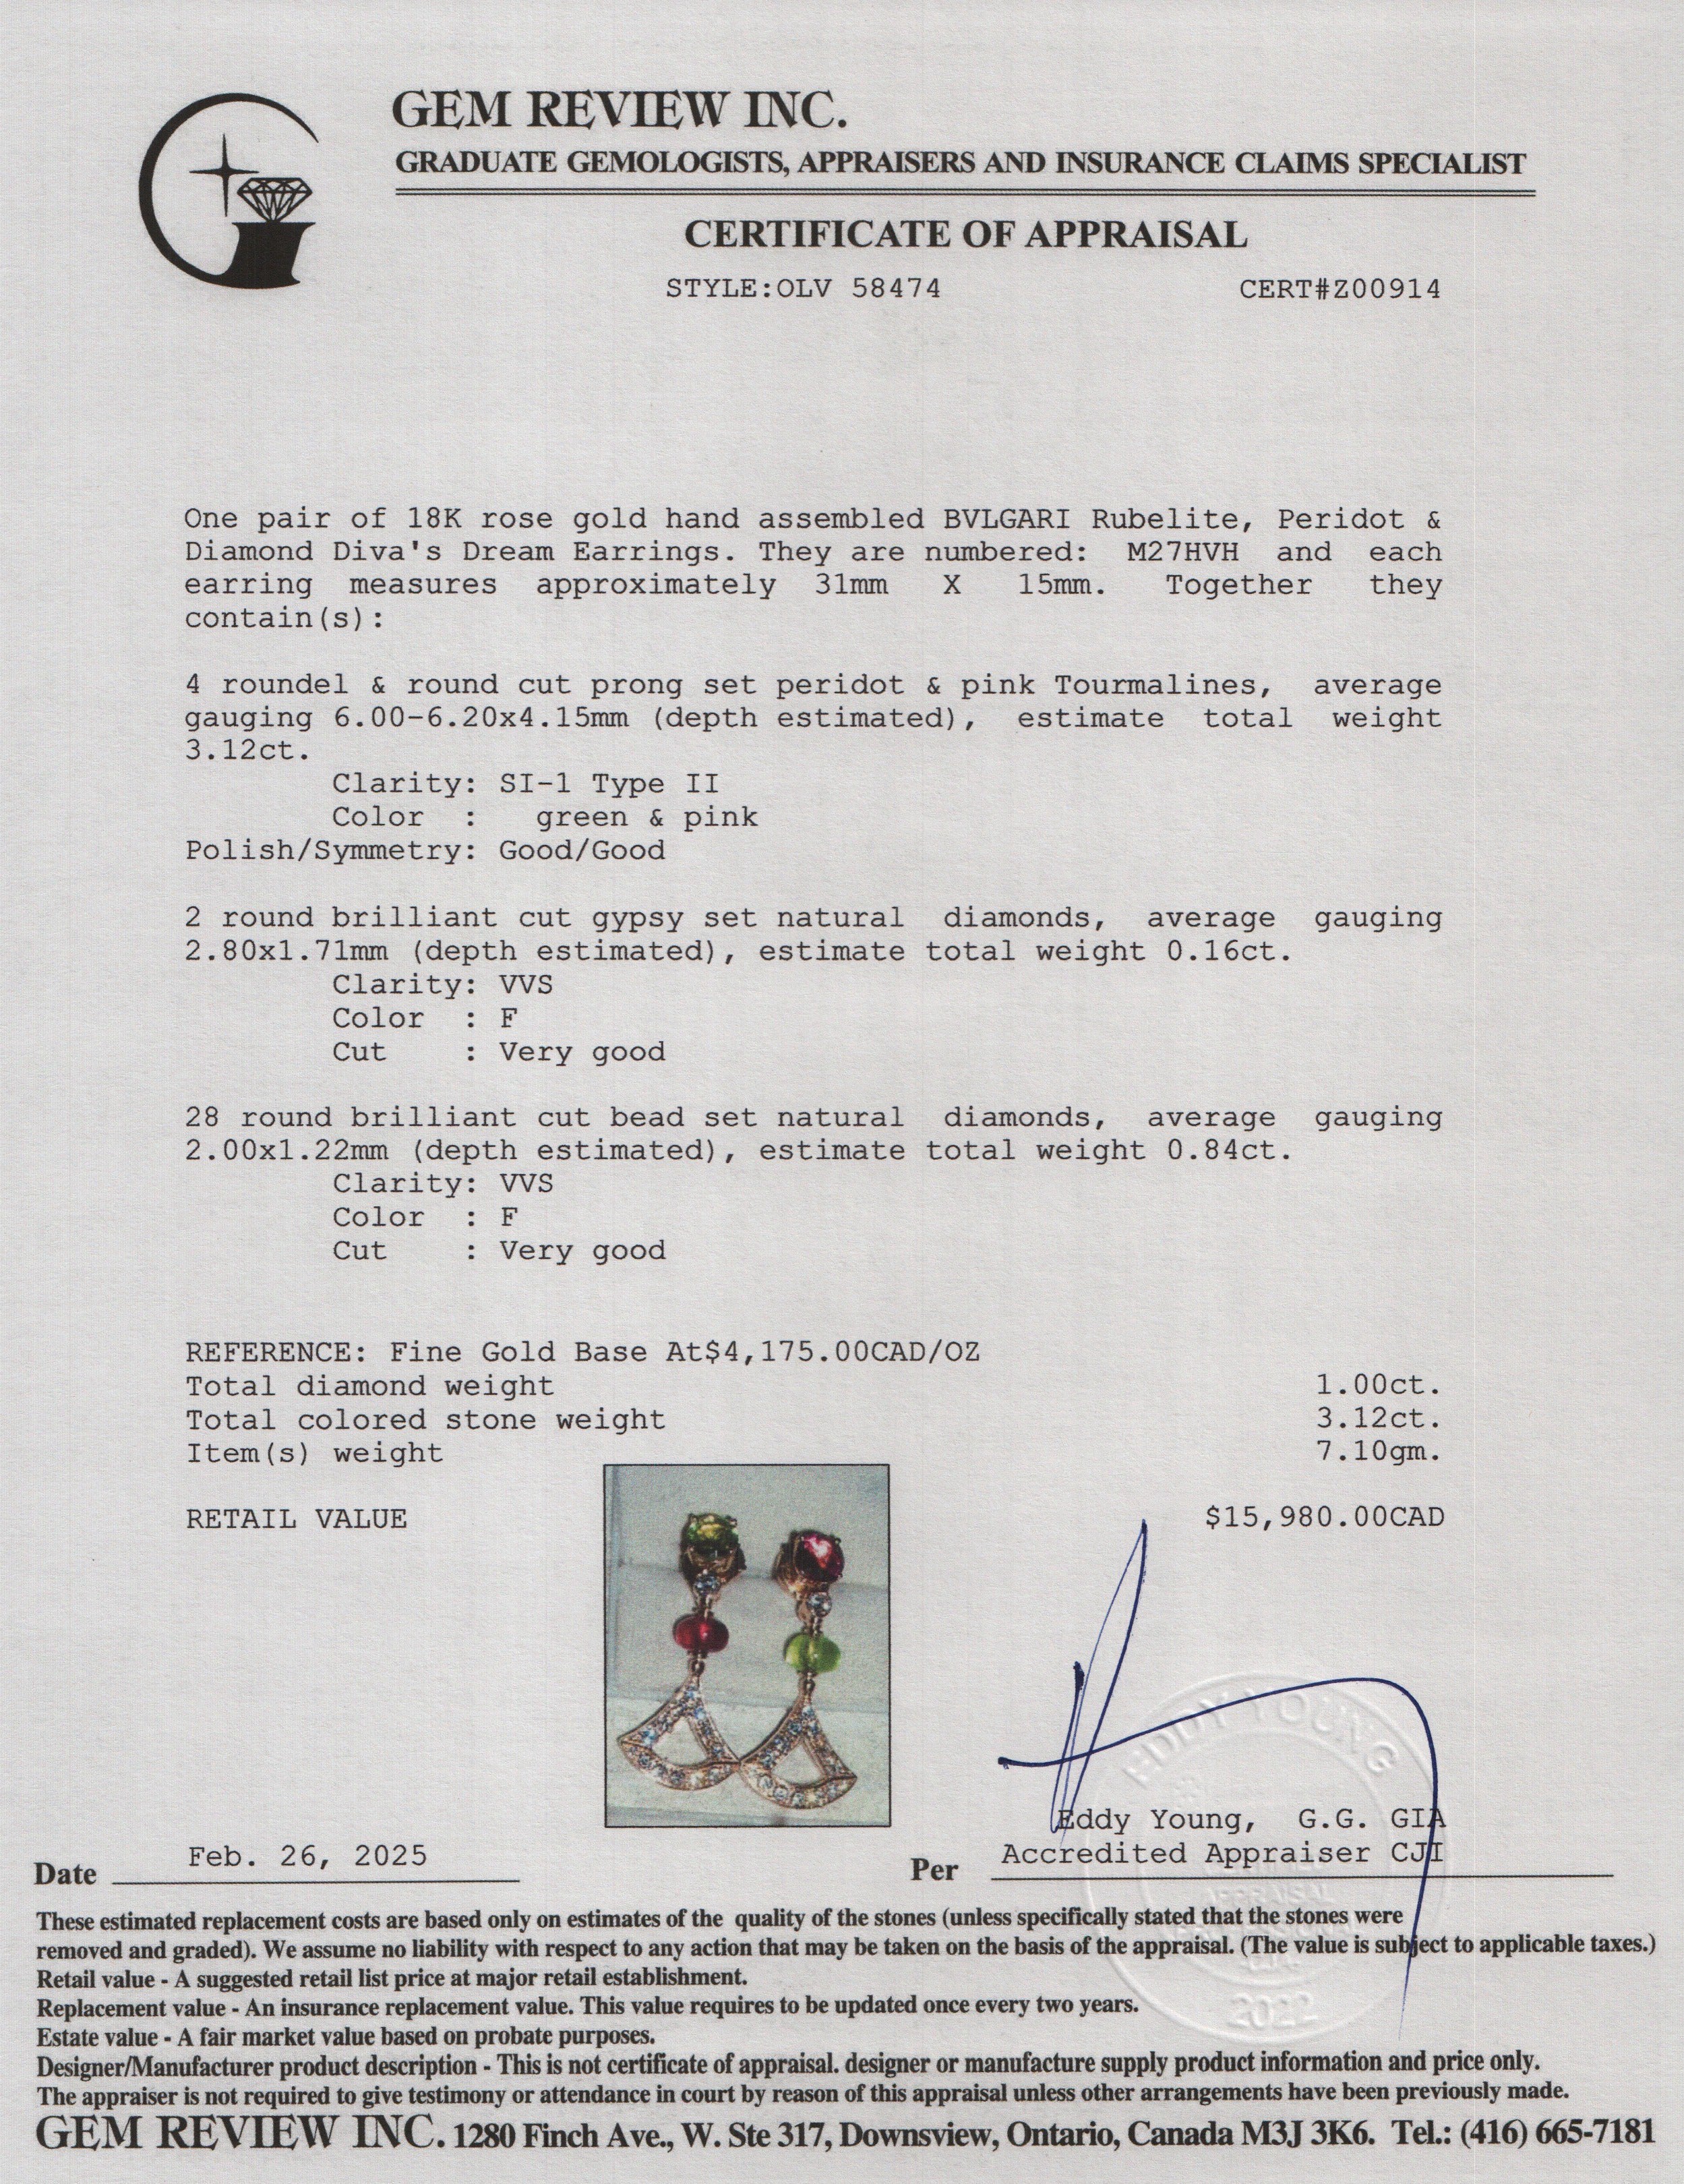 GEM REVIEW INC.
GRADUATE GEMOLOGISTS, APPRAISERS AND INSURANCE CLAIMS SPECIALIST
CERTIFICATE OF APPRAISAL
STYLE:OLV 58474 CERT#Z00914
One pair of 18K rose gold hand assembled BVLGARI Rubelite, Peridot &
Diamond Diva's Dream Earrings. They are numbered: M27HVH and each
earring measures approximately 31mm X 15mm. Together they
contain(s):
4 roundel & round cut prong set peridot & pink Tourmalines, average
gauging 6.00-6.20x4.15mm (depth estimated), estimate total weight
3.12ct.
Clarity: SI-1 Type II
Color : green & pink
Polish/Symmetry: Good/Good
2 round brilliant cut gypsy set natural diamonds, average gauging
2.80x1.71mm (depth estimated), estimate total weight 0.16ct.
Clarity: VVS
Color : F
Cut : Very good
28 round brilliant cut bead set natural diamonds, average gauging
2.00x1.22mm (depth estimated), estimate total weight 0.84ct.
Clarity: VVS
Color : F
Cut : Very good
REFERENCE: Fine Gold Base At$4,175.00CAD/OZ
Total diamond weight 1.00ct.
Total colored stone weight 3.12ct.
Item(s) weight 7.10gm.
RETAIL VALUE $15,980.00CAD
EDDY YOUNG
Eddy Young, G.G. GIA
Date Feb. 26, 2025 Per Accredited Appraiser CJI
APPRAISAL
2022
These estimated replacement costs are based only on estimates of the quality of the stones (unless specifically stated that the stones were
removed and graded). We assume no liability with respect to any action that may be taken on the basis of the appraisal. (The value is subject to applicable taxes.)
Retail value - A suggested retail list price at major retail establishment.
Replacement value - An insurance replacement value. This value requires to be updated once every two years.
Estate value - A fair market value based on probate purposes.
Designer/Manufacturer product description - This is not certificate of appraisal. designer or manufacture supply product information and price only.
The appraiser is not required to give testimony or attendance in court by reason of this appraisal unless other arrangements have been previously made.
GEM REVIEW INC. 1280 Finch Ave., W. Ste 317, Downsview, Ontario, Canada M3J 3K6. Tel.: (416) 665-7181